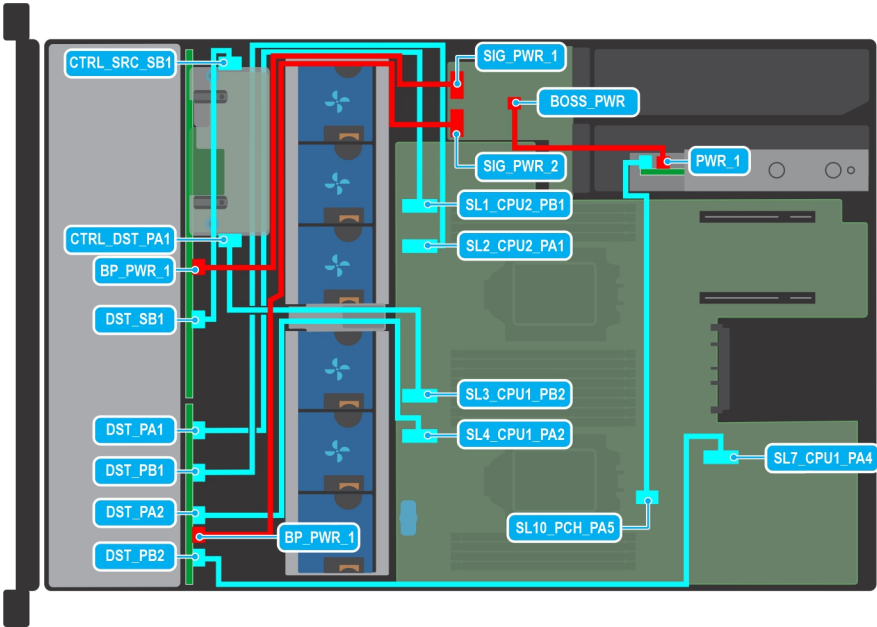 SIG_PWR_1
CTRL_SRC_SB1
BOSS_PWR
SIG_PWR_2
PWR_1
SL1_CPU2_PB1
CTRL_DST_PA1
SL2_CPU2_PA1
BP_PWR_1
DST_SB1
SL3_CPU1_PB2
DST_PA1
SL4_CPU1_PA2
DST_PB1
SL7_CPU1_PA4
DST_PA2
SL10_PCH_PA5
BP_PWR_1
DST_PB2